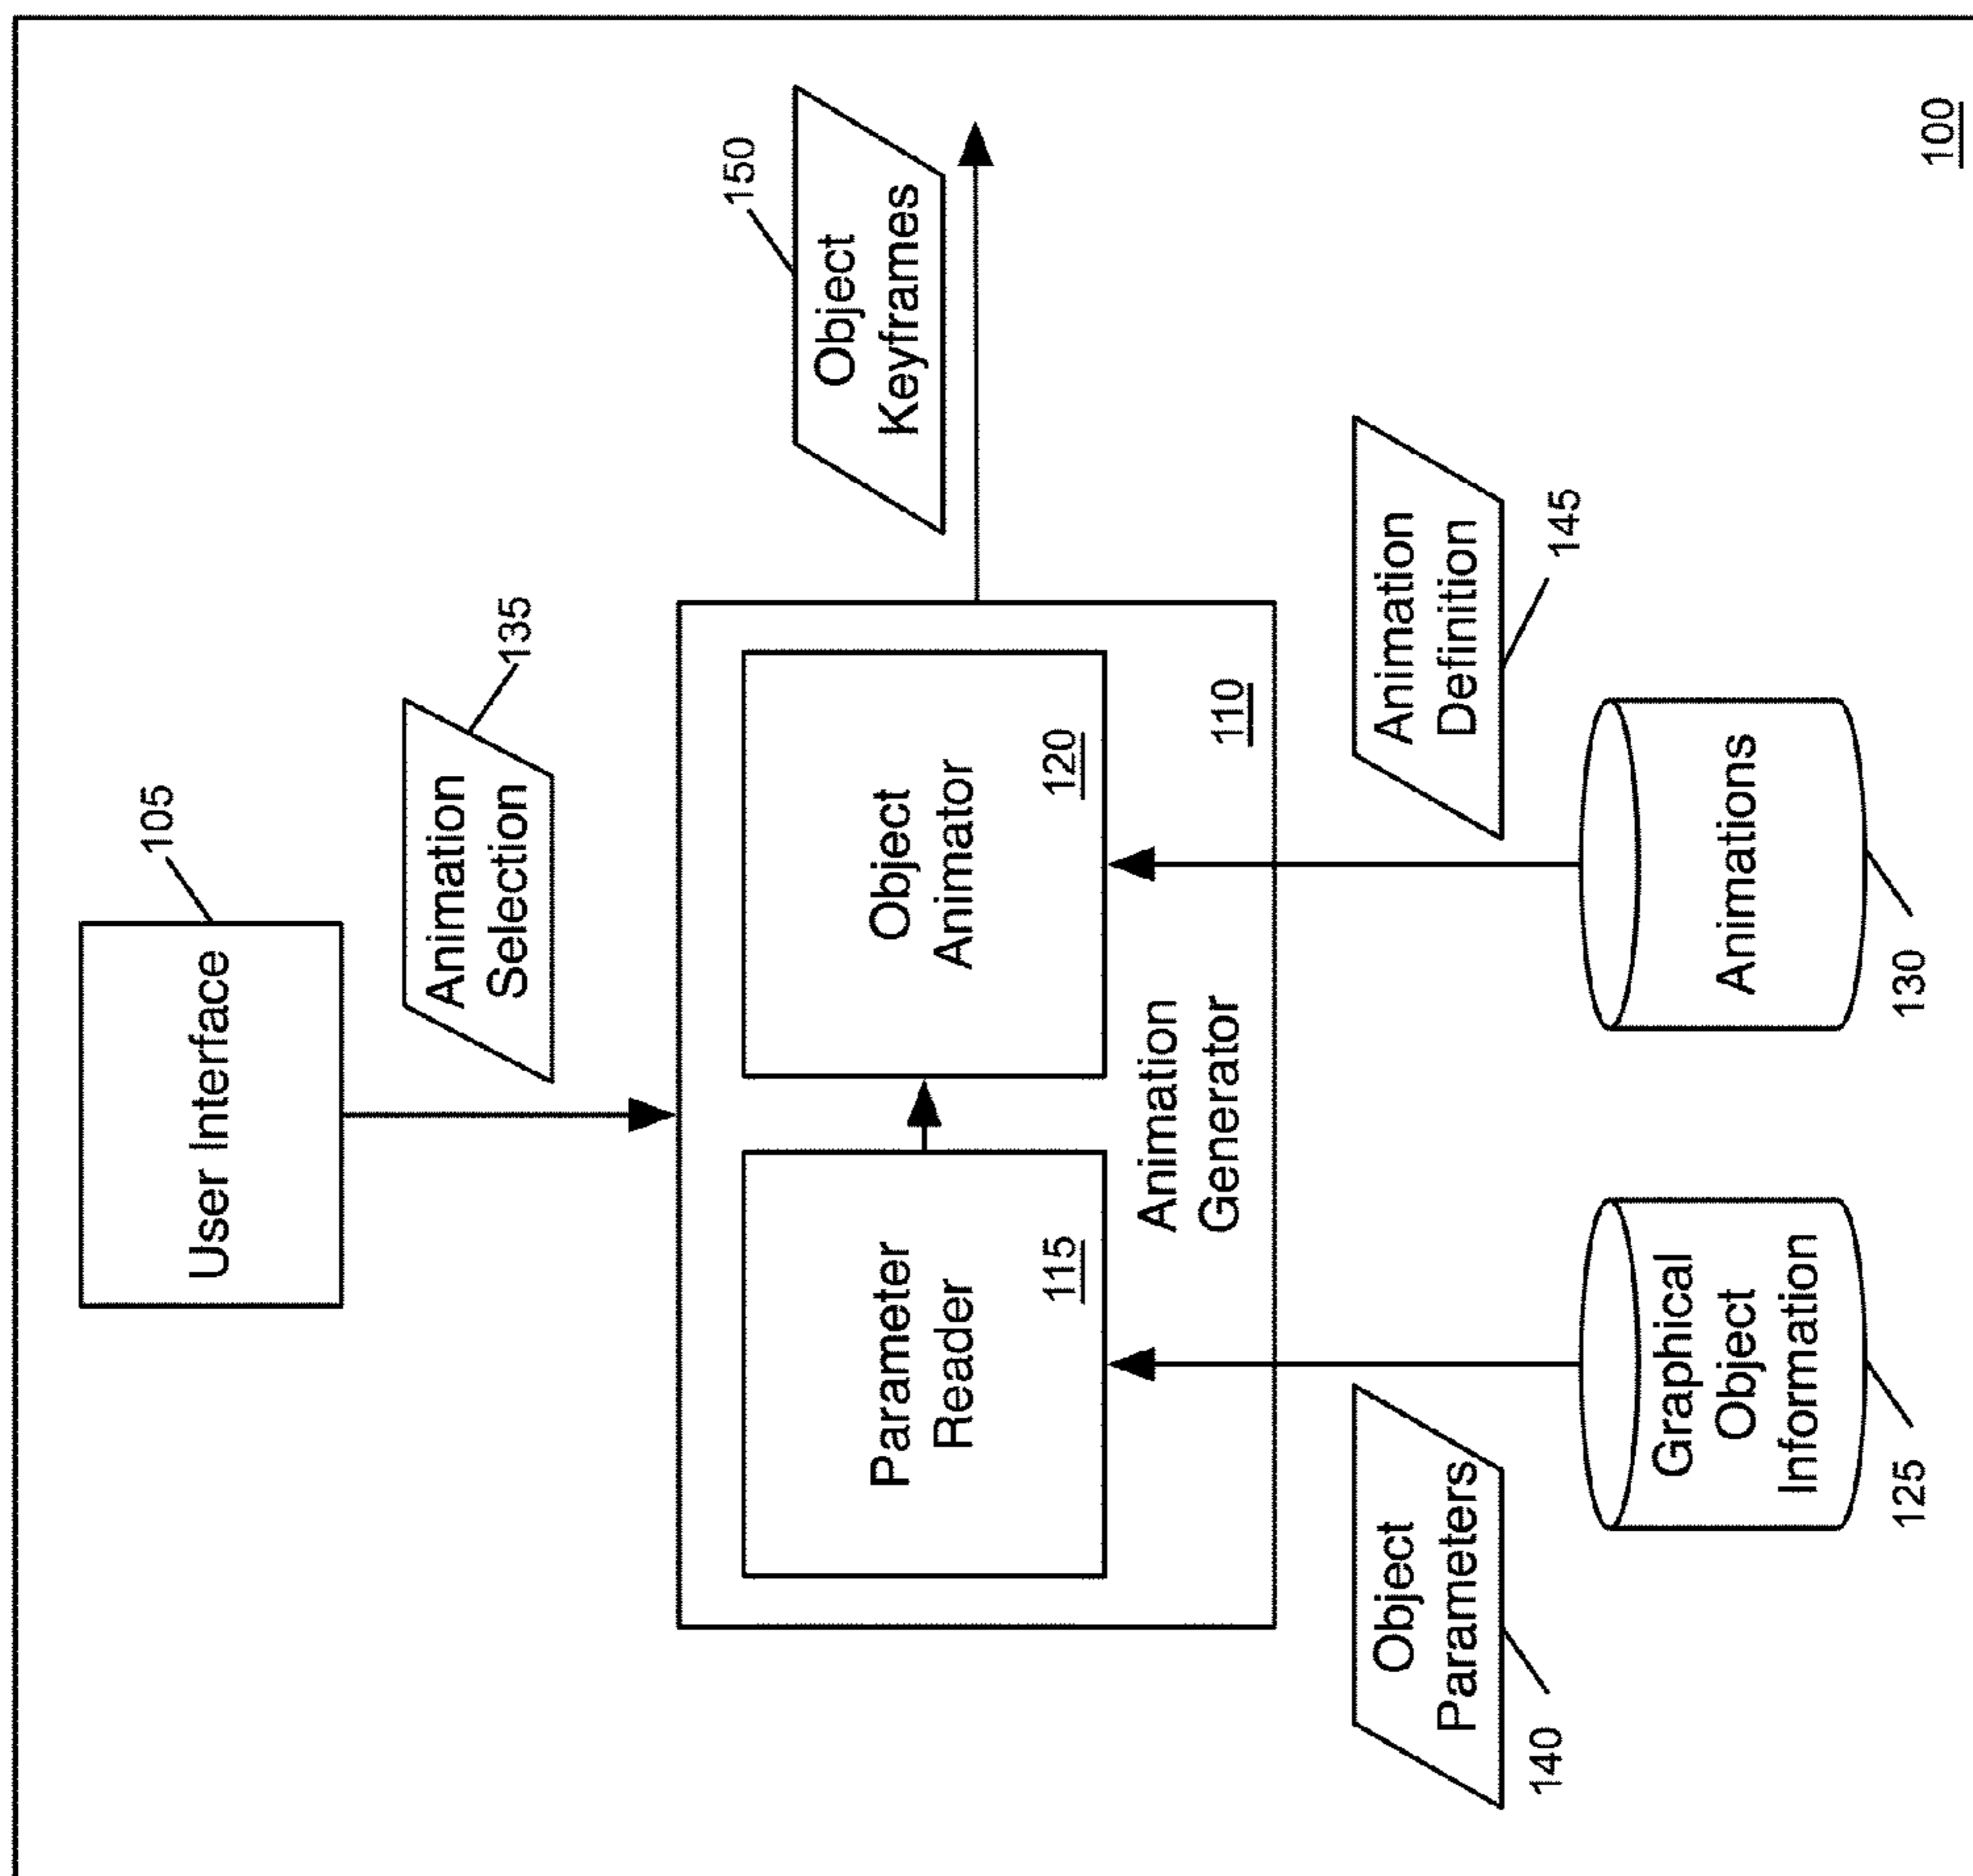 105
User Interface
Animation
Selection
135
150
Object
Keyframes
Parameter
Reader
115
Object
Animator
120
Animation
Generator
110
Object
Parameters
140
Animation
Definition
145
Graphical
Object
Information
125
Animations
130
100